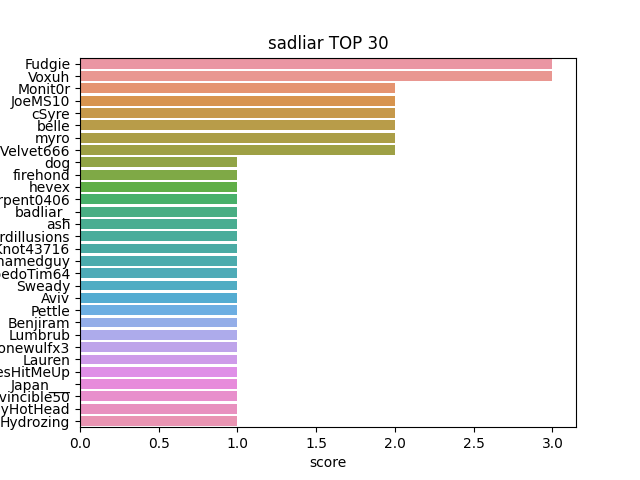 sadliar TOP 30
Fudgie
Voxuh
Monit0r
JoeMS10
cSyre
belle
myro
Velvet666
dog
firehond
hevex
rpent0406
badliar_
ash
rdillusions
Knot43716
namedguy
pedoTim64
Sweady
Aviv
Pettle
Benjiram
Lumbrub
onewulfx3
Lauren
esHitMeUp
Japan___
vincible50
yHotHead
Hydrozing
0.0 0.5 1.0 1.5 2.0 2.5 3.0
score